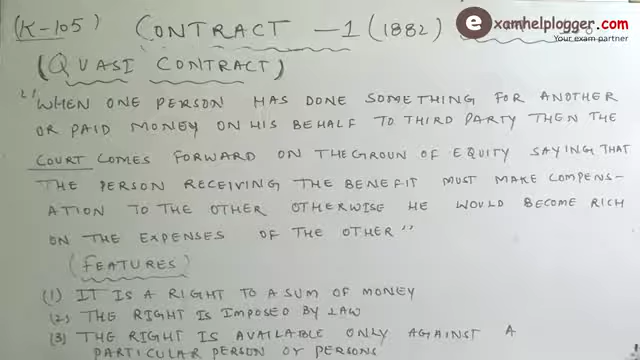 (K-105) CONTRACT -1 (1882)
examhelplogger.com
Your exam partner
(QUASI CONTRACT)
"WHEN ONE PERSON HAS DONE SOMETHING FOR ANOTHER
OR PAID MONEY ON HIS BEHALF TO THIRD PARTY THEN THE
COURT COMES FORWARD ON THE GROUN OF EQUITY SAYING THAT
THE PERSON RECEIVING THE BENEFIT MUST MAKE COMPENS-
ATION TO THE OTHER OTHERWISE HE WOULD BECOME RICH
ON THE EXPENSES OF THE OTHER"
(FEATURES)
(1) IT IS A RIGHT TO A SUM OF MONEY
(2) THE RIGHT IS IMPOSED BY LAW
(3) THE RIGHT IS AVAILABLE ONLY AGAINST A
PARTICULAR PERSON OR PERSONS